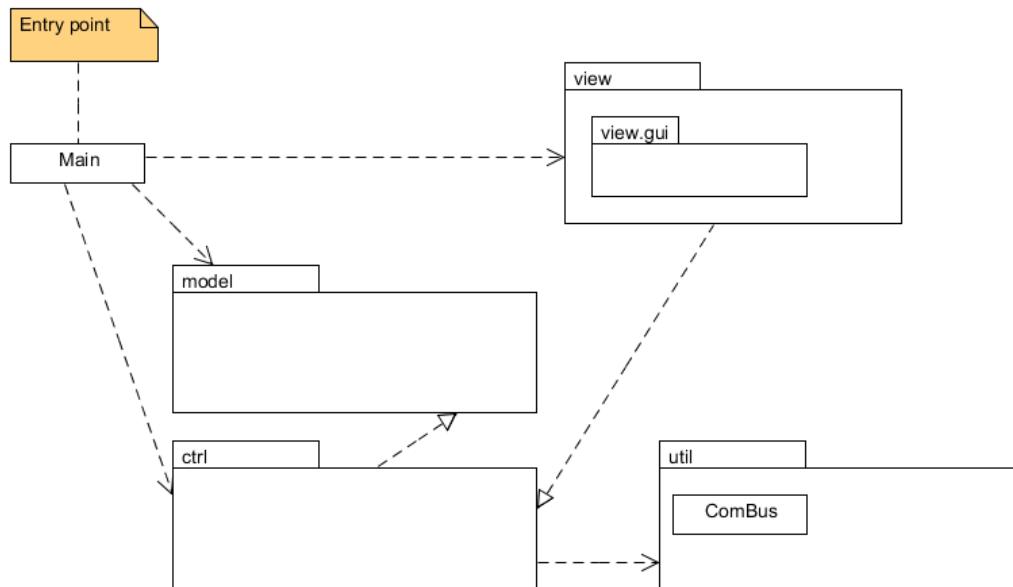 Entry point
view
view.gui
Main
model
ctrl
util
ComBus